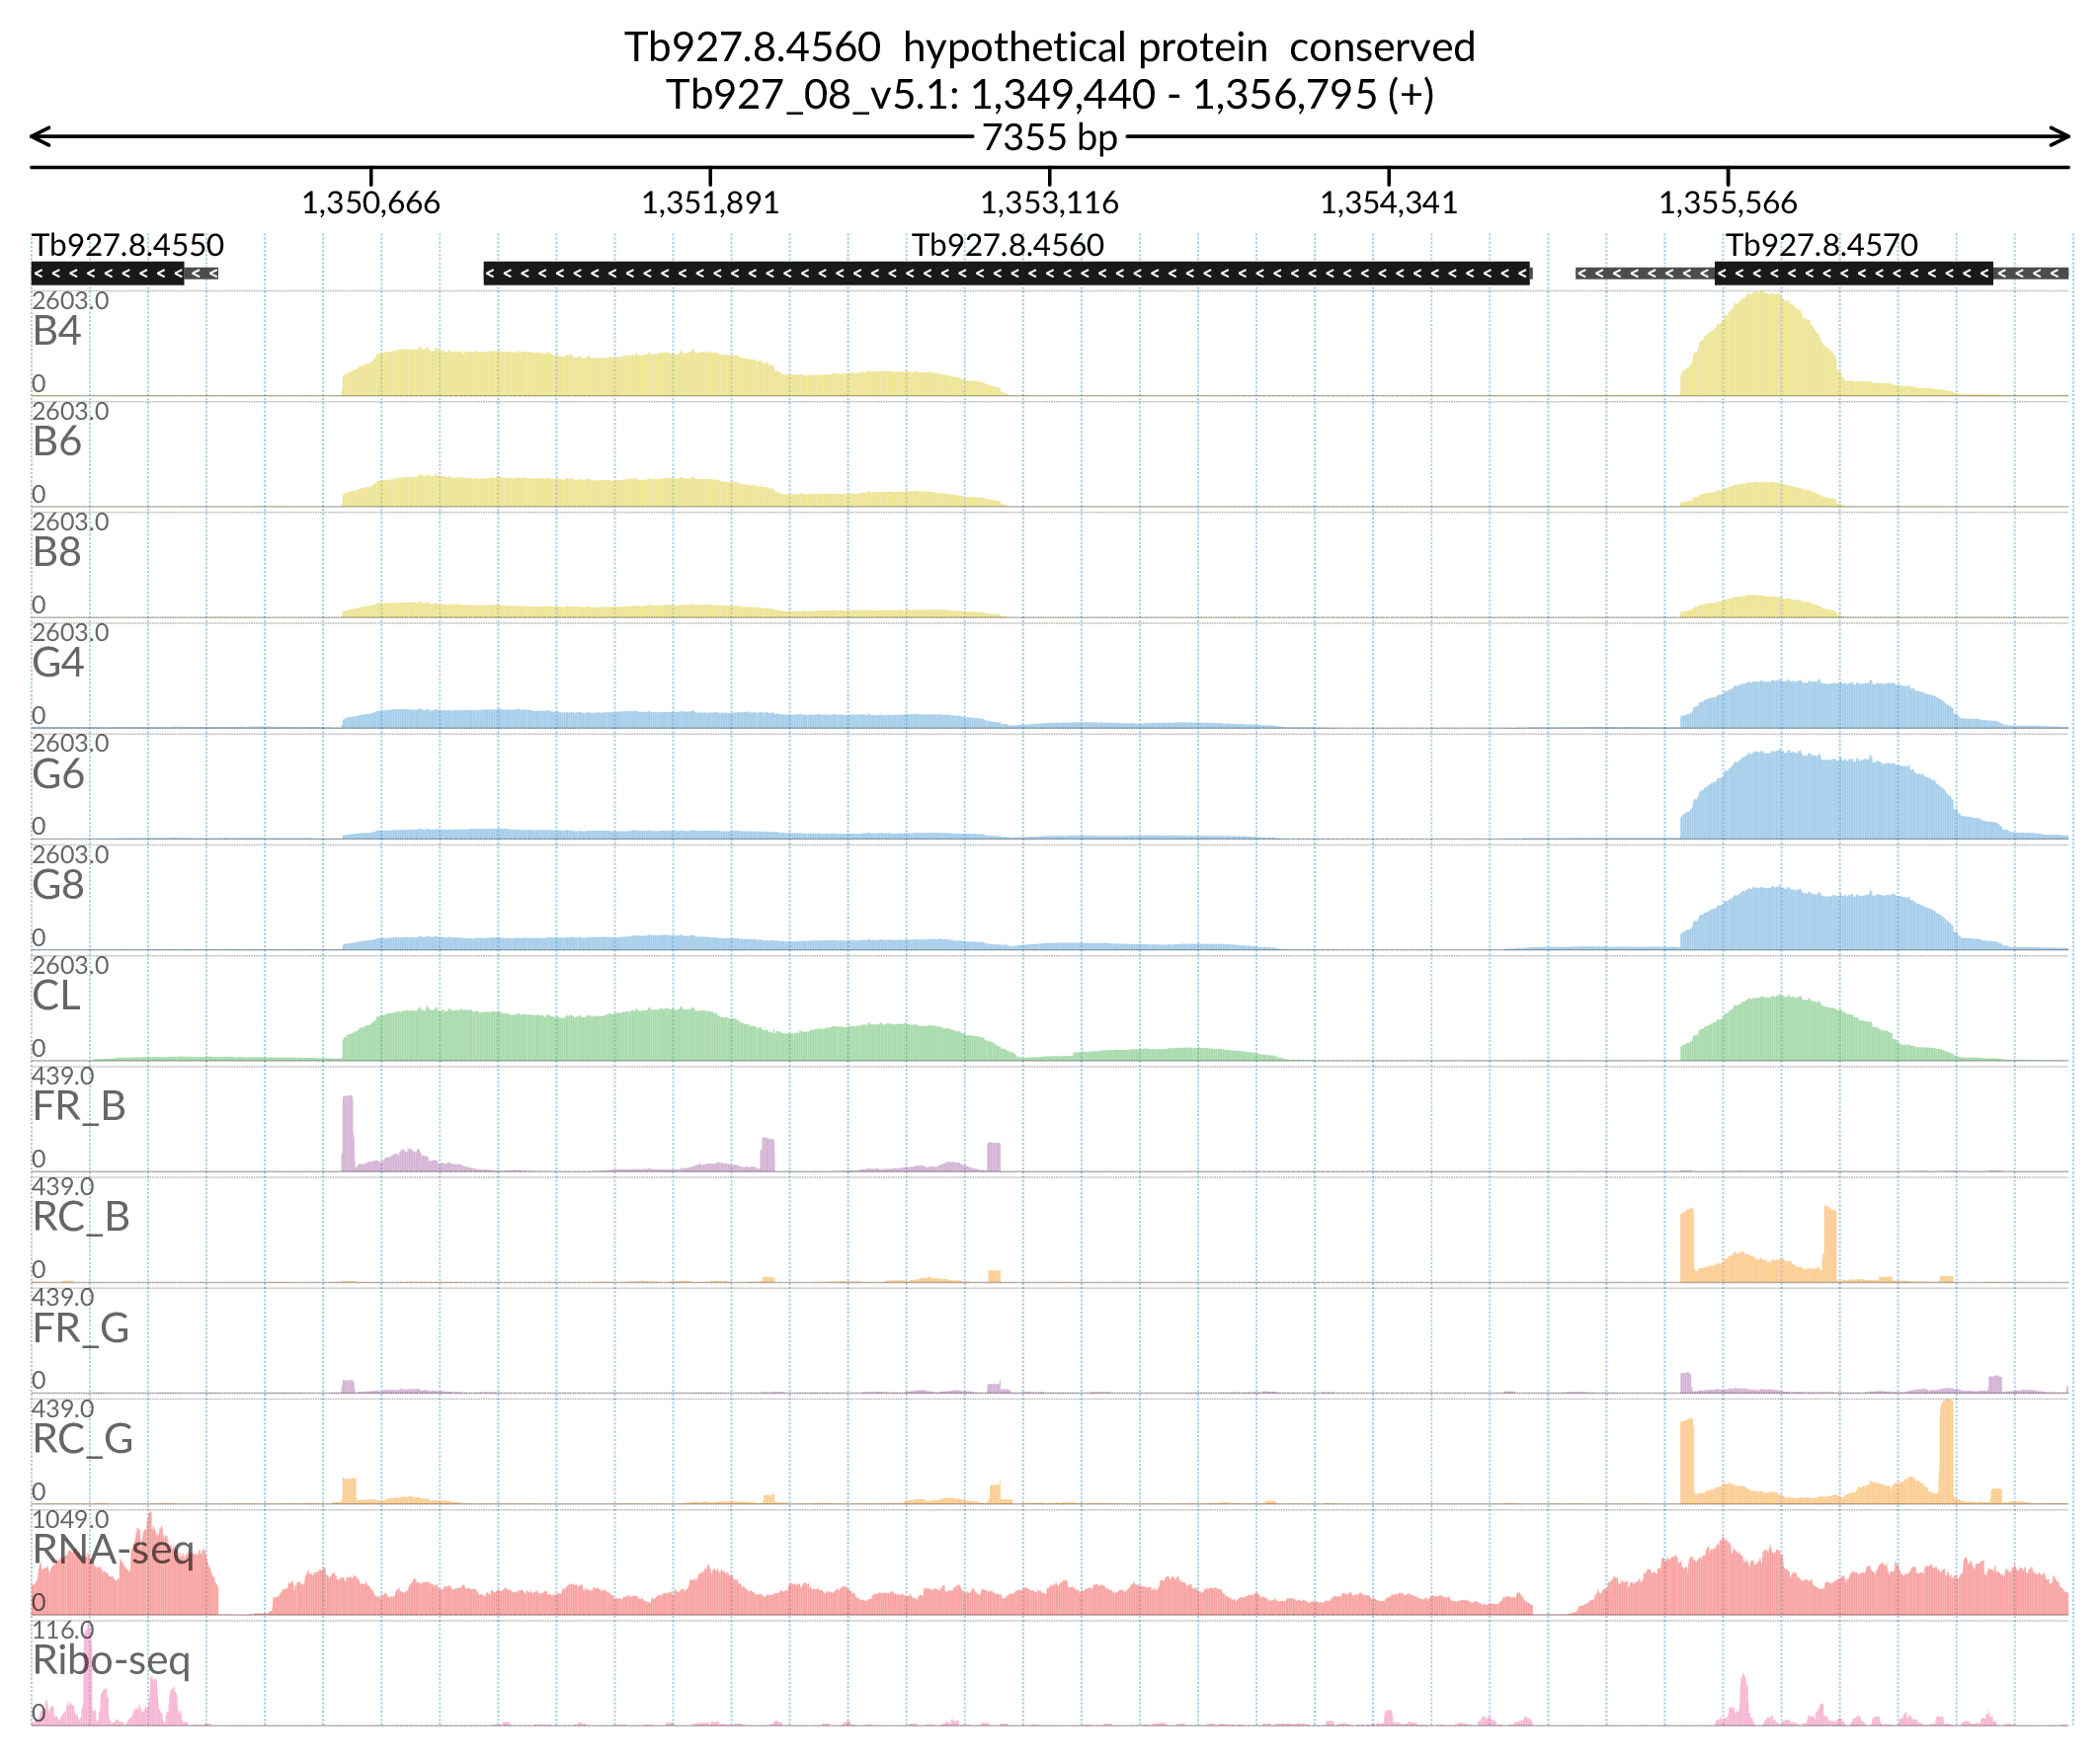 Tb927.8.4560  hypothetical protein  conserved
Tb927_08_v5.1: 1,349,440 - 1,356,795 (+)
7355 bp
1,350,666 1,351,891 1,353,116 1,354,341 1,355,566
Tb927.8.4550 Tb927.8.4560 Tb927.8.4570
2603.0
B4
0
2603.0
B6
0
2603.0
B8
0
2603.0
G4
0
2603.0
G6
0
2603.0
G8
0
2603.0
CL
0
439.0
FR_B
0
439.0
RC_B
0
439.0
FR_G
0
439.0
RC_G
0
1049.0
RNA-seq
0
116.0
Ribo-seq
0